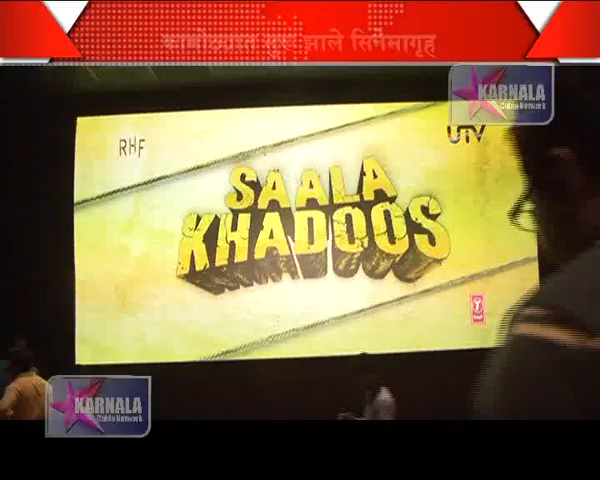 कामोठ्यात सुरू झाले सिनेमागृह
KARNALA
Cable Network
RHF
UTV
SAALA
KHADOOS
KARNALA
Cable Network